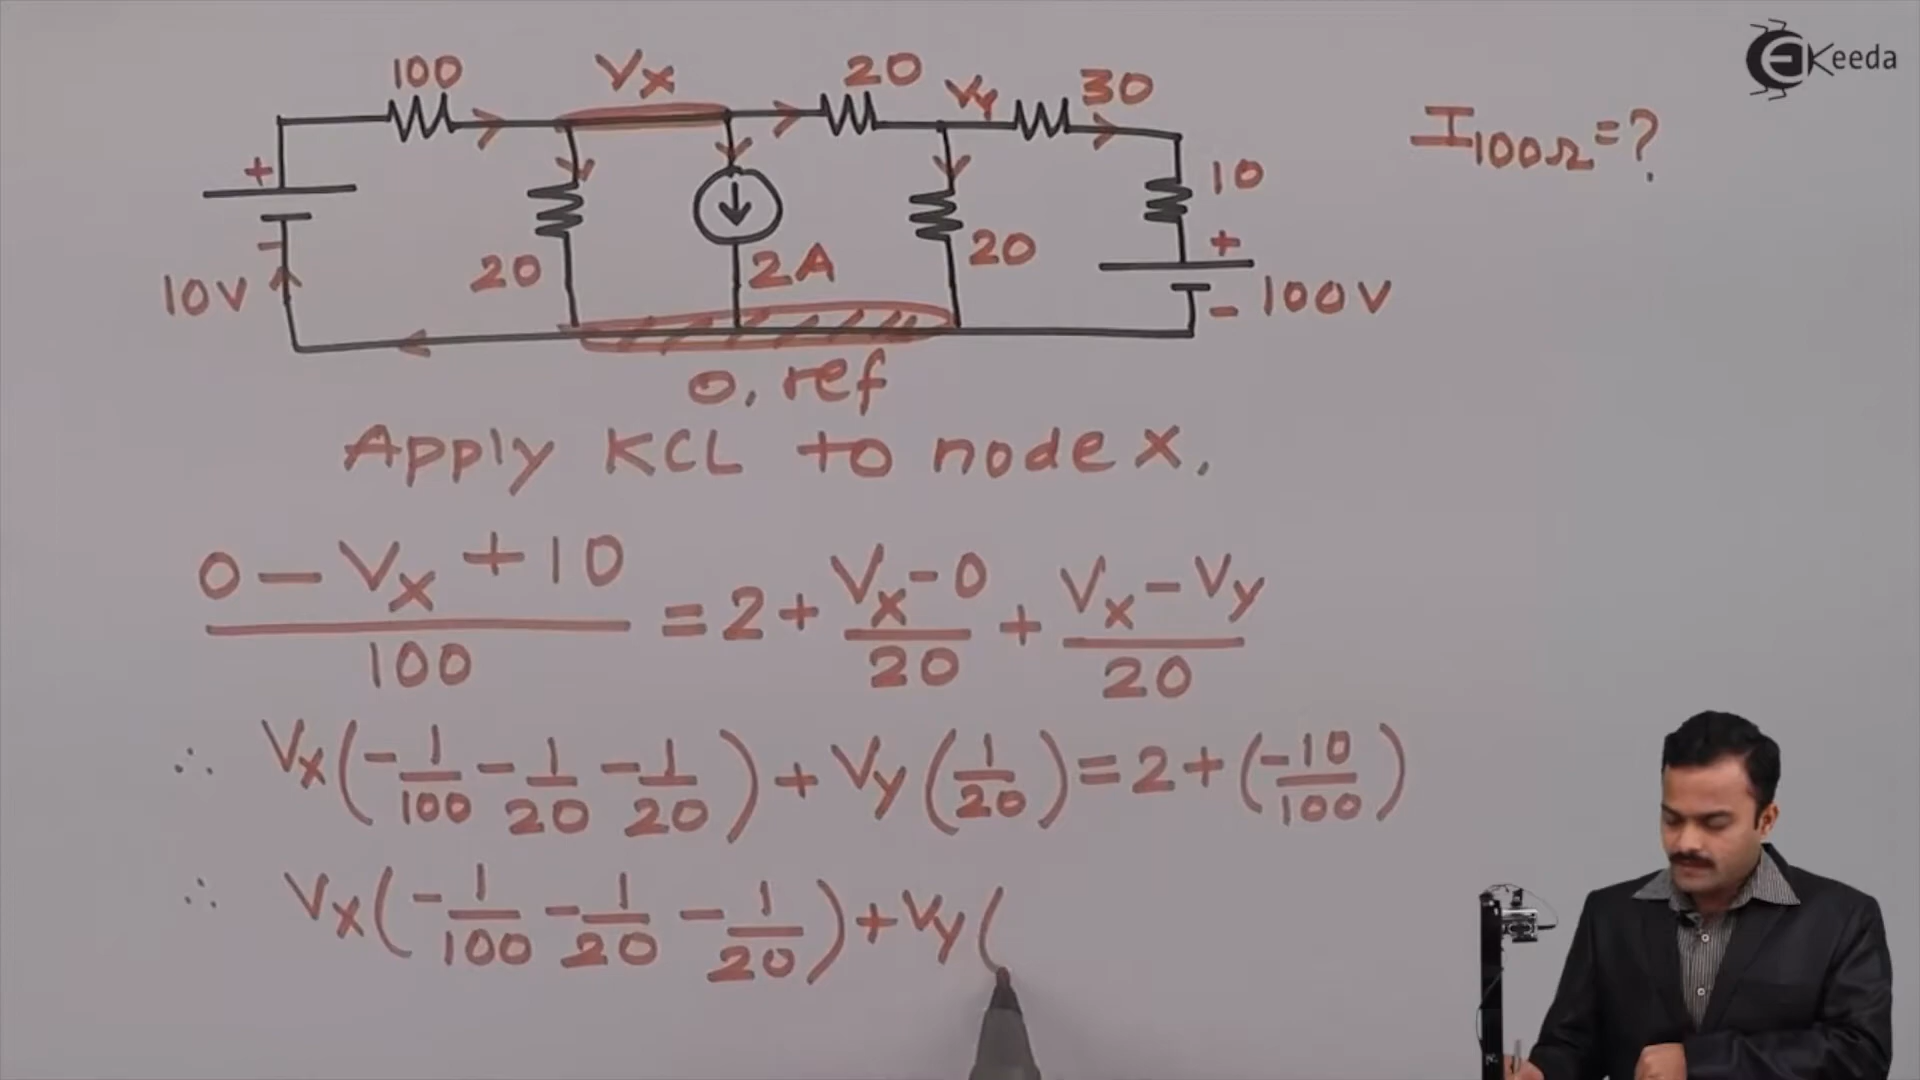 EKeeda
100 Vx 20 Vy 30
I100Ω=?
+ 10
- 20 2A 20 +
10V - 100V
0, ref
Apply KCL to node X.
(0 - Vx + 10)/100 = 2 + (Vx - 0)/20 + (Vx - Vy)/20
∴ Vx(-1/100 - 1/20 - 1/20) + Vy(1/20) = 2 + (-10/100)
∴ Vx(-1/100 - 1/20 - 1/20) + Vy(